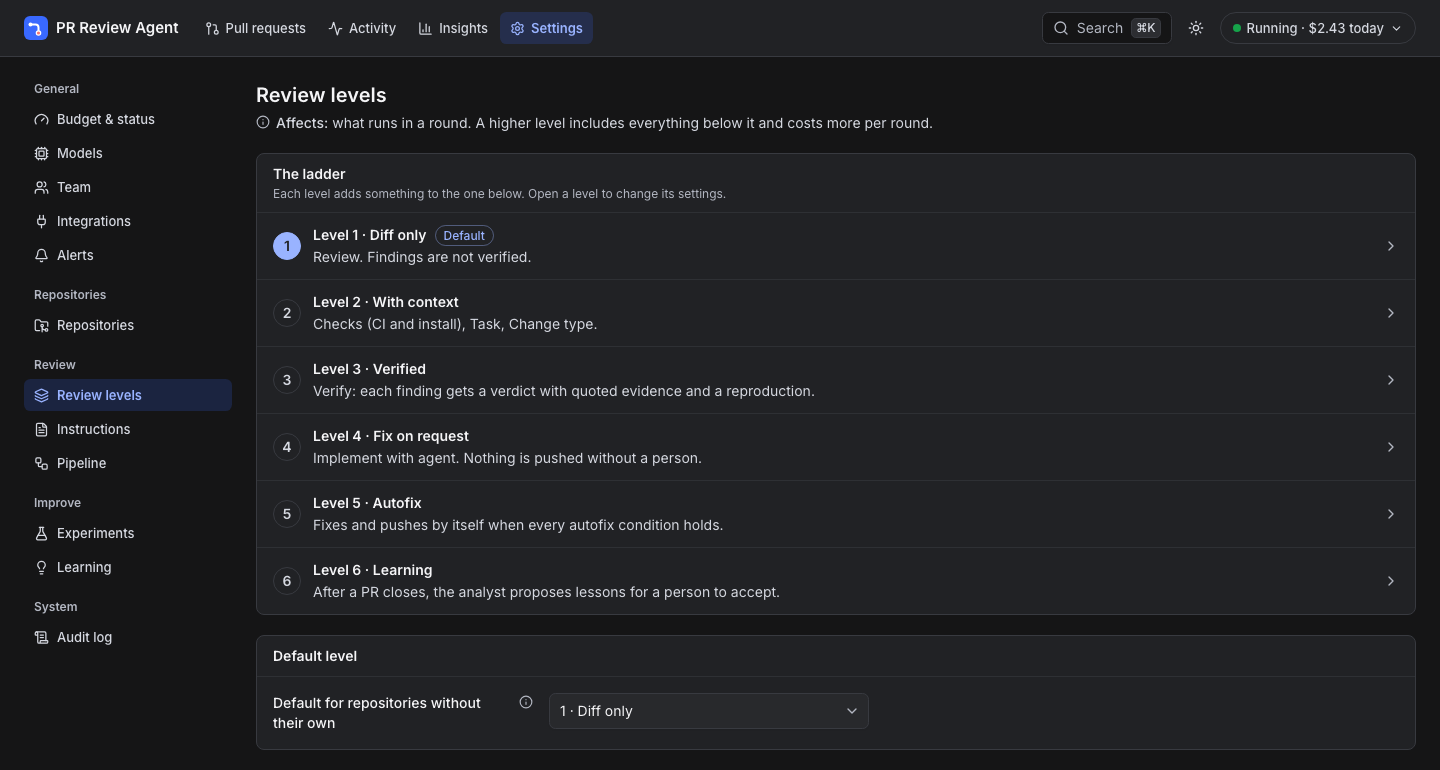 PR Review Agent
Pull requests
Activity
Insights
Settings
Search ⌘K
Running · $2.43 today
General
Budget & status
Models
Team
Integrations
Alerts
Repositories
Repositories
Review
Review levels
Instructions
Pipeline
Improve
Experiments
Learning
System
Audit log
Review levels
Affects: what runs in a round. A higher level includes everything below it and costs more per round.
The ladder
Each level adds something to the one below. Open a level to change its settings.
1
Level 1 · Diff only Default
Review. Findings are not verified.
2
Level 2 · With context
Checks (CI and install), Task, Change type.
3
Level 3 · Verified
Verify: each finding gets a verdict with quoted evidence and a reproduction.
4
Level 4 · Fix on request
Implement with agent. Nothing is pushed without a person.
5
Level 5 · Autofix
Fixes and pushes by itself when every autofix condition holds.
6
Level 6 · Learning
After a PR closes, the analyst proposes lessons for a person to accept.
Default level
Default for repositories without
their own
1 · Diff only